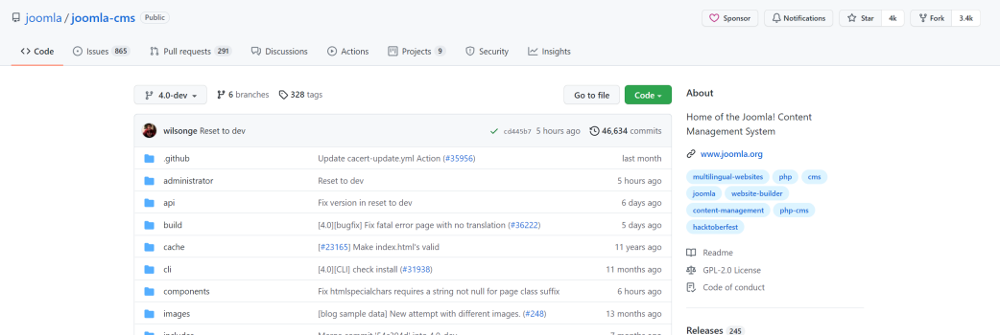 joomla / joomla-cms Public
Sponsor Notifications Star 4k Fork 3.4k
Code Issues 865 Pull requests 291 Discussions Actions Projects 9 Security Insights
4.0-dev 6 branches 328 tags Go to file Code
wilsonge Reset to dev cd445b7 5 hours ago 46,634 commits
.github Update cacert-update.yml Action (#35956) last month
administrator Reset to dev 5 hours ago
api Fix version in reset to dev 6 days ago
build [4.0][bugfix] Fix fatal error page with no translation (#36222) 5 days ago
cache [#23165] Make index.html's valid 11 years ago
cli [4.0][CLI] check install (#31938) 11 months ago
components Fix htmlspecialchars requires a string not null for page class suffix 6 hours ago
images [blog sample data] New attempt with different images. (#248) 13 months ago
About
Home of the Joomla! Content
Management System
www.joomla.org
multilingual-websites php cms
joomla website-builder
content-management php-cms
hacktoberfest
Readme
GPL-2.0 License
Code of conduct
Releases 245